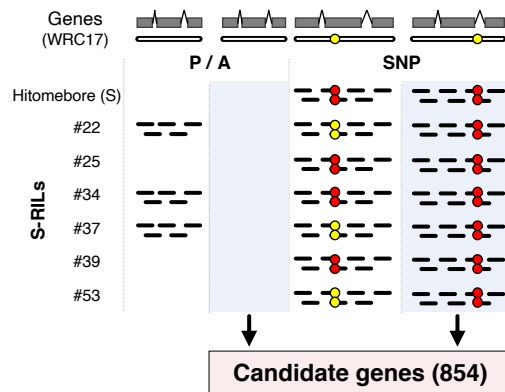 Genes
(WRC17)
P / A
SNP
Hitomebore (S)
#22
#25
#34
#37
#39
#53
S-RILs
Candidate genes (854)